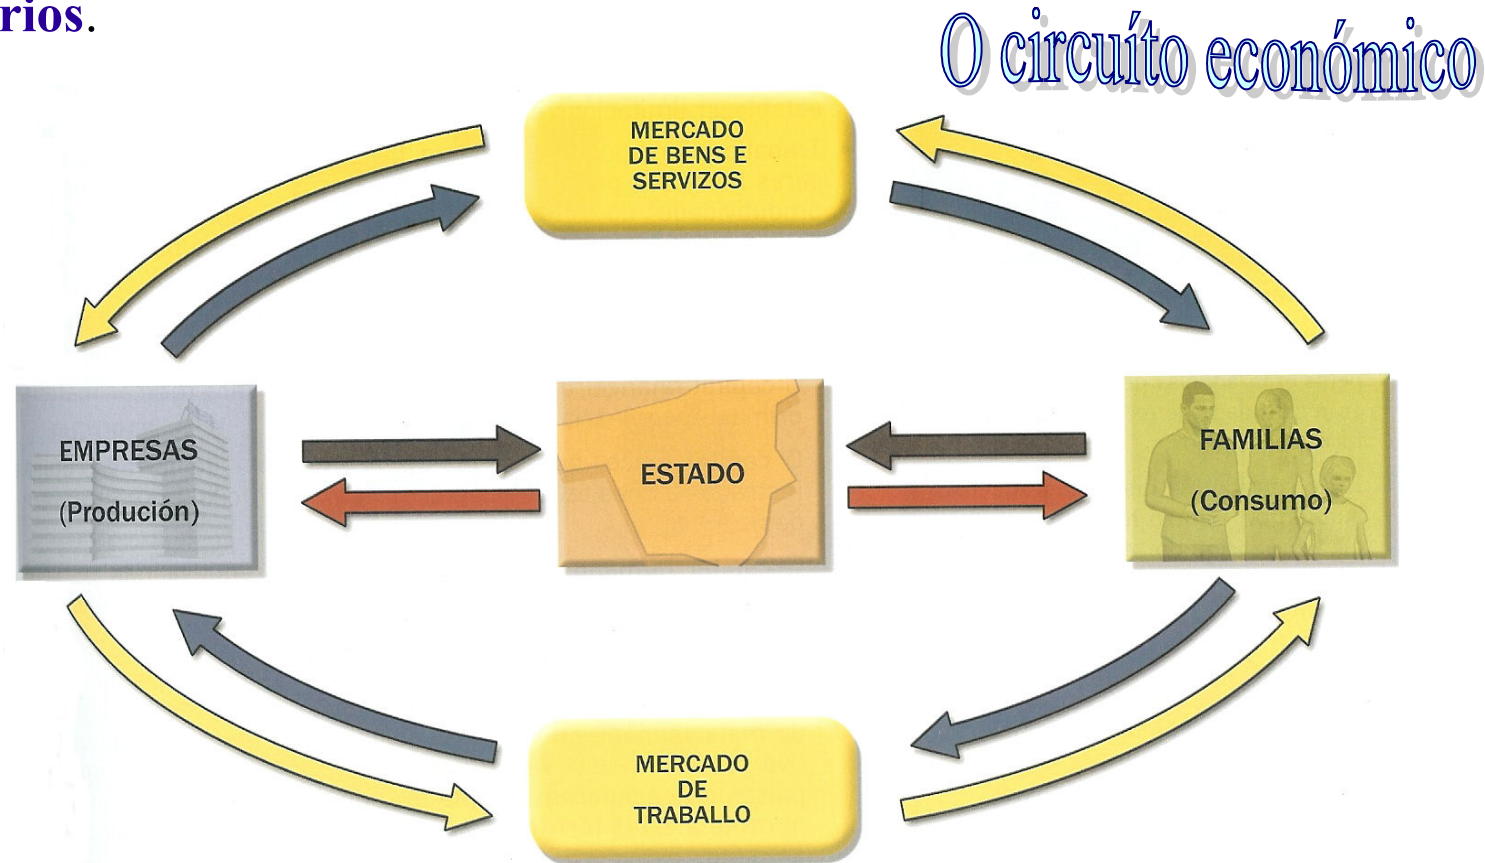 rios.
O circuíto económico
MERCADO
DE BENS E
SERVIZOS
EMPRESAS
(Produción)
ESTADO
FAMILIAS
(Consumo)
MERCADO
DE
TRABALLO